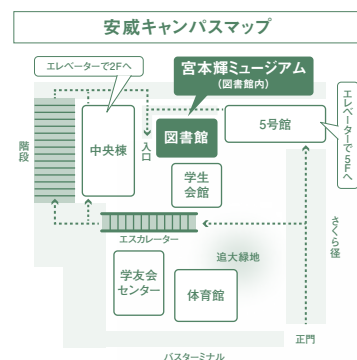 安威キャンパスマップ
エレベーターで2Fへ
宮本輝ミュージアム
（図書館内）
エレベーターで5Fへ
階段
中央棟
入口
図書館
5号館
学生
会館
エスカレーター
さくら径
追大緑地
学友会
センター
体育館
正門
バスターミナル